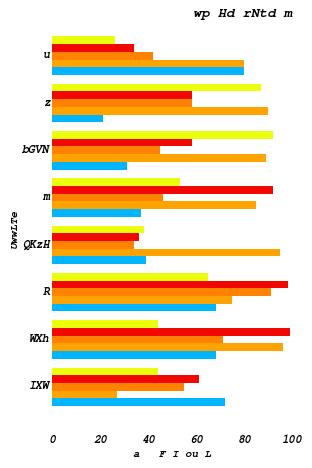 wp Hd rNtd m
u
z
bGVN
m
QKzH
R
WXh
IXW
UwwLTe
0 20 40 60 80 100
a F I ou L